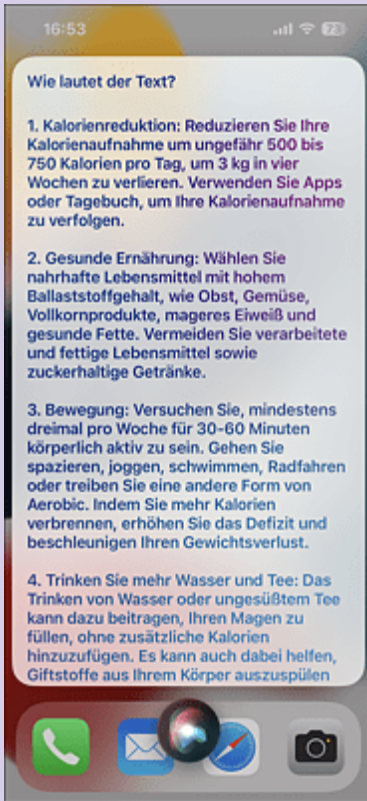 16:53
73
Wie lautet der Text?
1. Kalorienreduktion: Reduzieren Sie Ihre
Kalorienaufnahme um ungefähr 500 bis
750 Kalorien pro Tag, um 3 kg in vier
Wochen zu verlieren. Verwenden Sie Apps
oder Tagebuch, um Ihre Kalorienaufnahme
zu verfolgen.
2. Gesunde Ernährung: Wählen Sie
nahrhafte Lebensmittel mit hohem
Ballaststoffgehalt, wie Obst, Gemüse,
Vollkornprodukte, mageres Eiweiß und
gesunde Fette. Vermeiden Sie verarbeitete
und fettige Lebensmittel sowie
zuckerhaltige Getränke.
3. Bewegung: Versuchen Sie, mindestens
dreimal pro Woche für 30-60 Minuten
körperlich aktiv zu sein. Gehen Sie
spazieren, joggen, schwimmen, Radfahren
oder treiben Sie eine andere Form von
Aerobic. Indem Sie mehr Kalorien
verbrennen, erhöhen Sie das Defizit und
beschleunigen Ihren Gewichtsverlust.
4. Trinken Sie mehr Wasser und Tee: Das
Trinken von Wasser oder ungesüßtem Tee
kann dazu beitragen, Ihren Magen zu
füllen, ohne zusätzliche Kalorien
hinzuzufügen. Es kann auch dabei helfen,
Giftstoffe aus Ihrem Körper auszuspülen